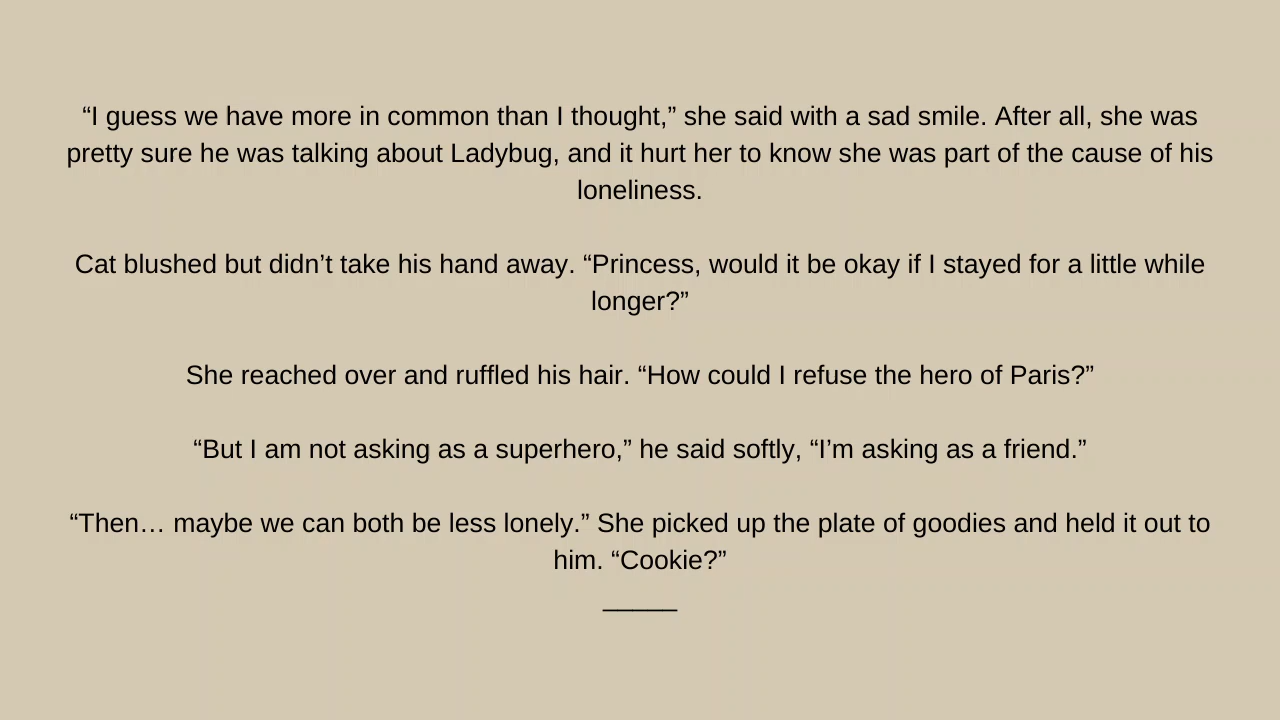 “I guess we have more in common than I thought,” she said with a sad smile. After all, she was
pretty sure he was talking about Ladybug, and it hurt her to know she was part of the cause of his
loneliness.
Cat blushed but didn’t take his hand away. “Princess, would it be okay if I stayed for a little while
longer?”
She reached over and ruffled his hair. “How could I refuse the hero of Paris?”
“But I am not asking as a superhero,” he said softly, “I’m asking as a friend.”
“Then… maybe we can both be less lonely.” She picked up the plate of goodies and held it out to
him. “Cookie?”
_____